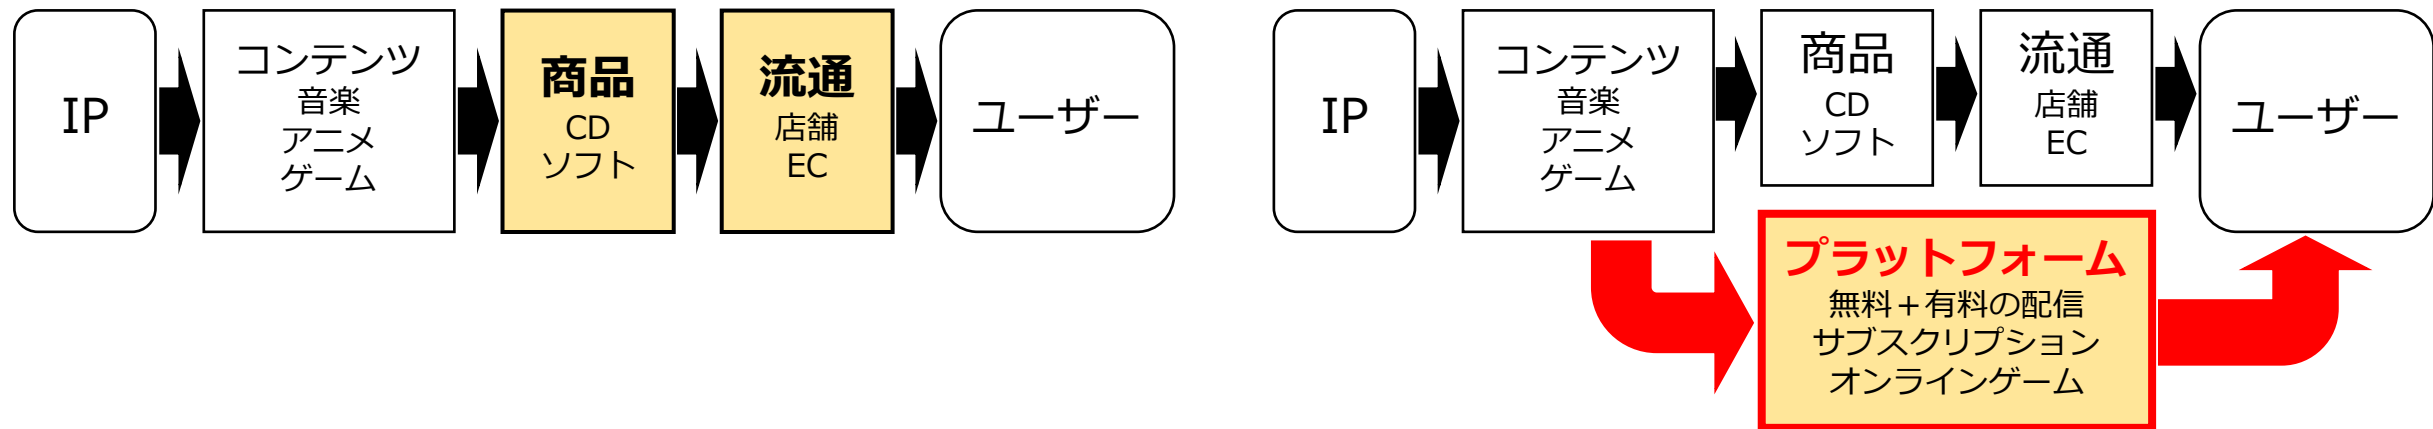 IP
コンテンツ
音楽
アニメ
ゲーム
商品
CD
ソフト
流通
店舗
EC
ユーザー
IP
コンテンツ
音楽
アニメ
ゲーム
商品
CD
ソフト
流通
店舗
EC
ユーザー
プラットフォーム
無料+有料の配信
サブスクリプション
オンラインゲーム